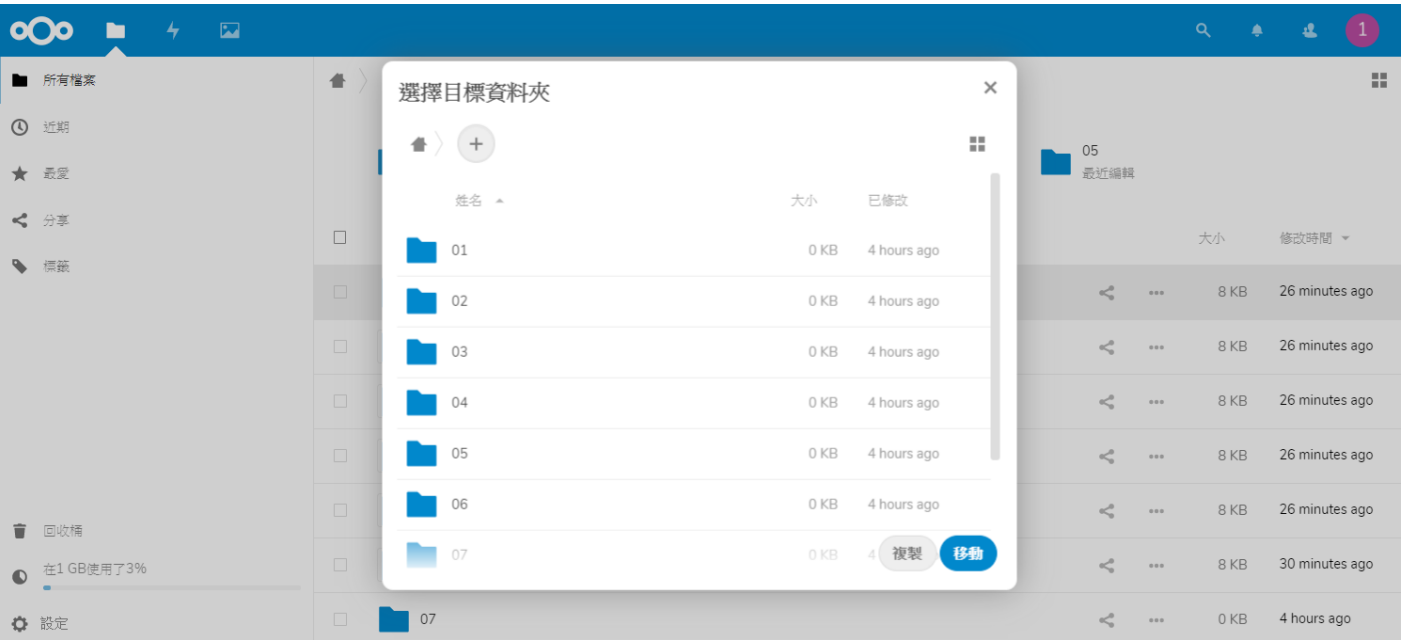 1
所有檔案
近期
最愛
分享
標籤
回收桶
在1 GB使用了3%
設定
選擇目標資料夾
姓名 大小 已修改
01 0 KB 4 hours ago
02 0 KB 4 hours ago
03 0 KB 4 hours ago
04 0 KB 4 hours ago
05 0 KB 4 hours ago
06 0 KB 4 hours ago
07 0 KB 4
複製 移動
05
最近編輯
大小 修改時間
8 KB 26 minutes ago
8 KB 26 minutes ago
8 KB 26 minutes ago
8 KB 26 minutes ago
8 KB 26 minutes ago
8 KB 30 minutes ago
07 0 KB 4 hours ago